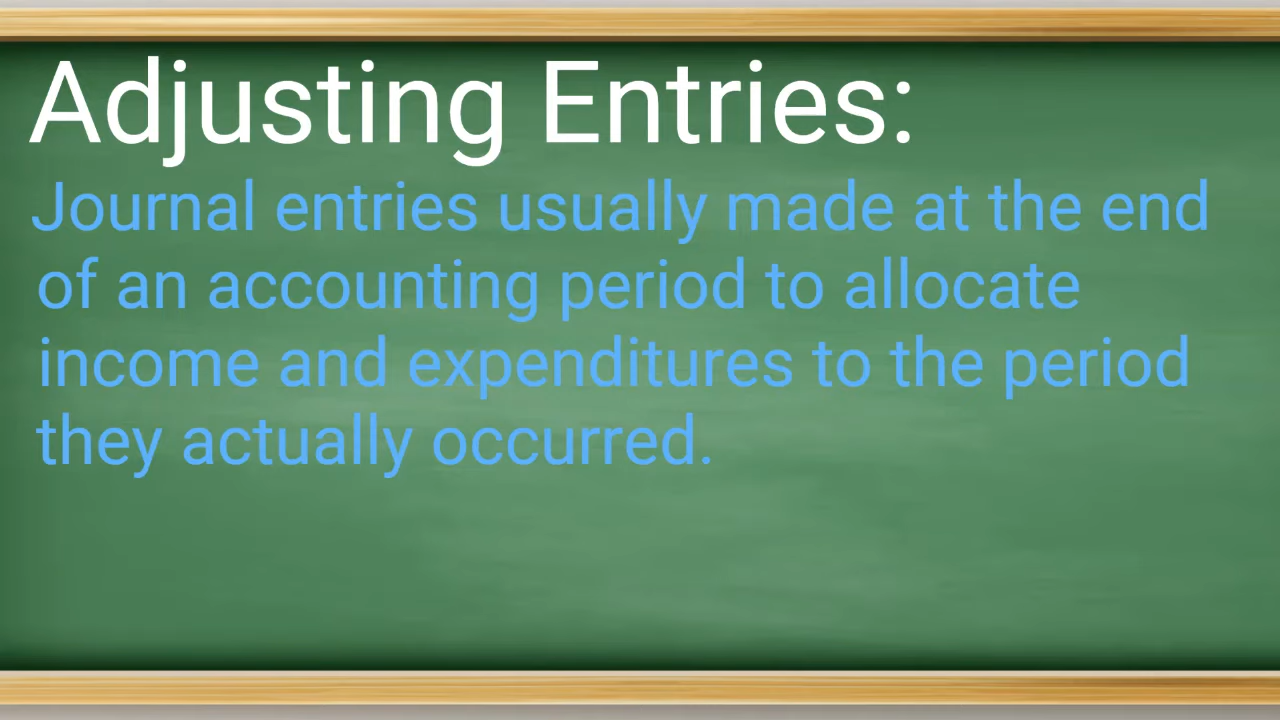 Adjusting Entries:
Journal entries usually made at the end
of an accounting period to allocate
income and expenditures to the period
they actually occurred.